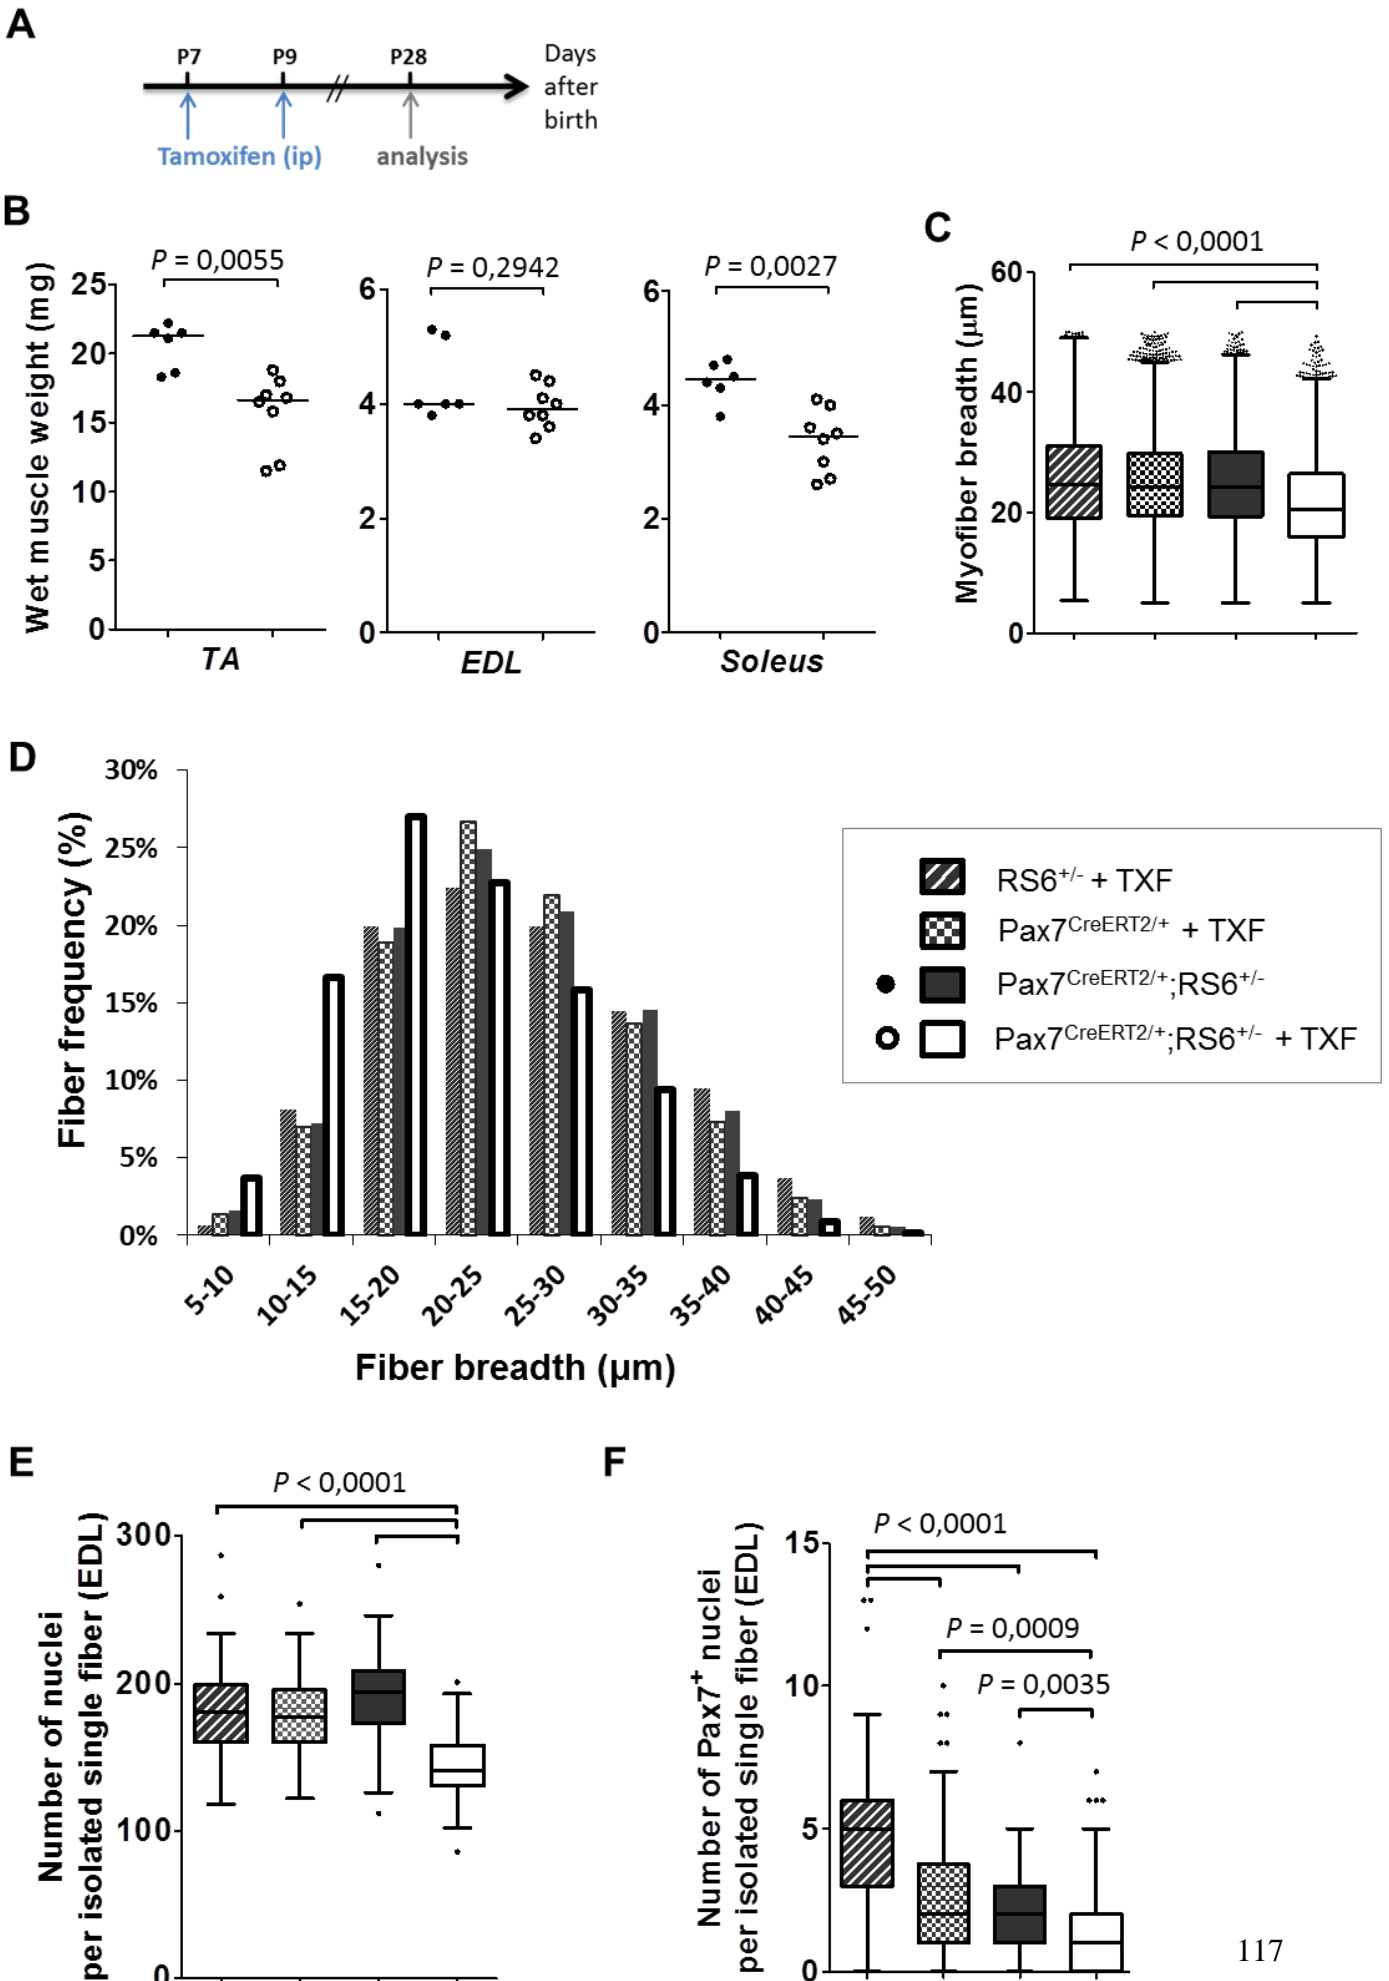 A
P7 P9 P28 Days
after
birth
Tamoxifen (ip) analysis
B
Wet muscle weight (mg)
P = 0,0055
25
20
15
10
5
0
TA
P = 0,2942
6
4
2
0
EDL
P = 0,0027
6
4
2
0
Soleus
C
P < 0,0001
Myofiber breadth (µm)
60
40
20
0
D
Fiber frequency (%)
30%
25%
20%
15%
10%
5%
0%
5-10 10-15 15-20 20-25 25-30 30-35 35-40 40-45 45-50
Fiber breadth (µm)
RS6+/- + TXF
Pax7CreERT2/+ + TXF
Pax7CreERT2/+;RS6+/-
Pax7CreERT2/+;RS6+/- + TXF
E
P < 0,0001
Number of nuclei
per isolated single fiber (EDL)
300
200
100
0
F
P < 0,0001
P = 0,0009
P = 0,0035
Number of Pax7+ nuclei
per isolated single fiber (EDL)
15
10
5
0
117